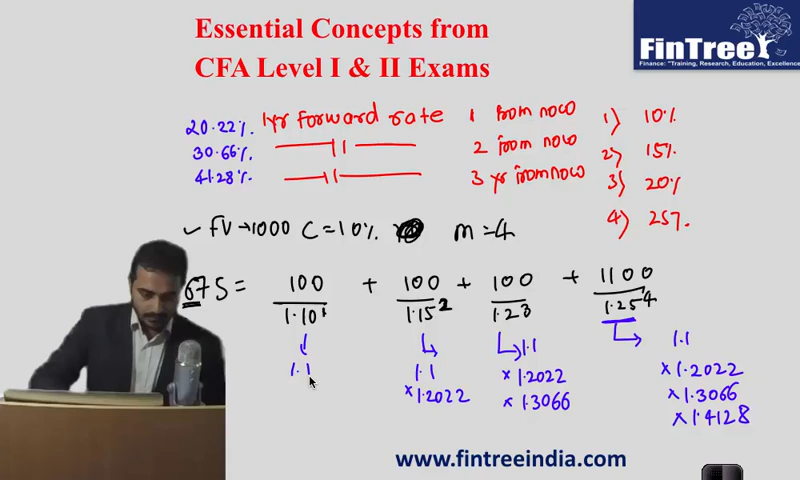 Essential Concepts from
CFA Level I & II Exams
FinTree
Finance: "Training, Research, Education, Excellence
20.22%. 1yr Forward rate 1 from now 1) 10%
30.66%. 11 2 from now 2) 15%.
41.28%. 11 3 yr from now 3) 20%
4) 25%.
✓ FV → 1000 C = 10%. m = 4
675 = 100/1.10¹ + 100/1.15² + 100/1.2³ + 1100/1.25⁴
1.1
1.1
× 1.2022
1.1
× 1.2022
× 1.3066
1.1
× 1.2022
× 1.3066
× 1.4128
www.fintreeindia.com